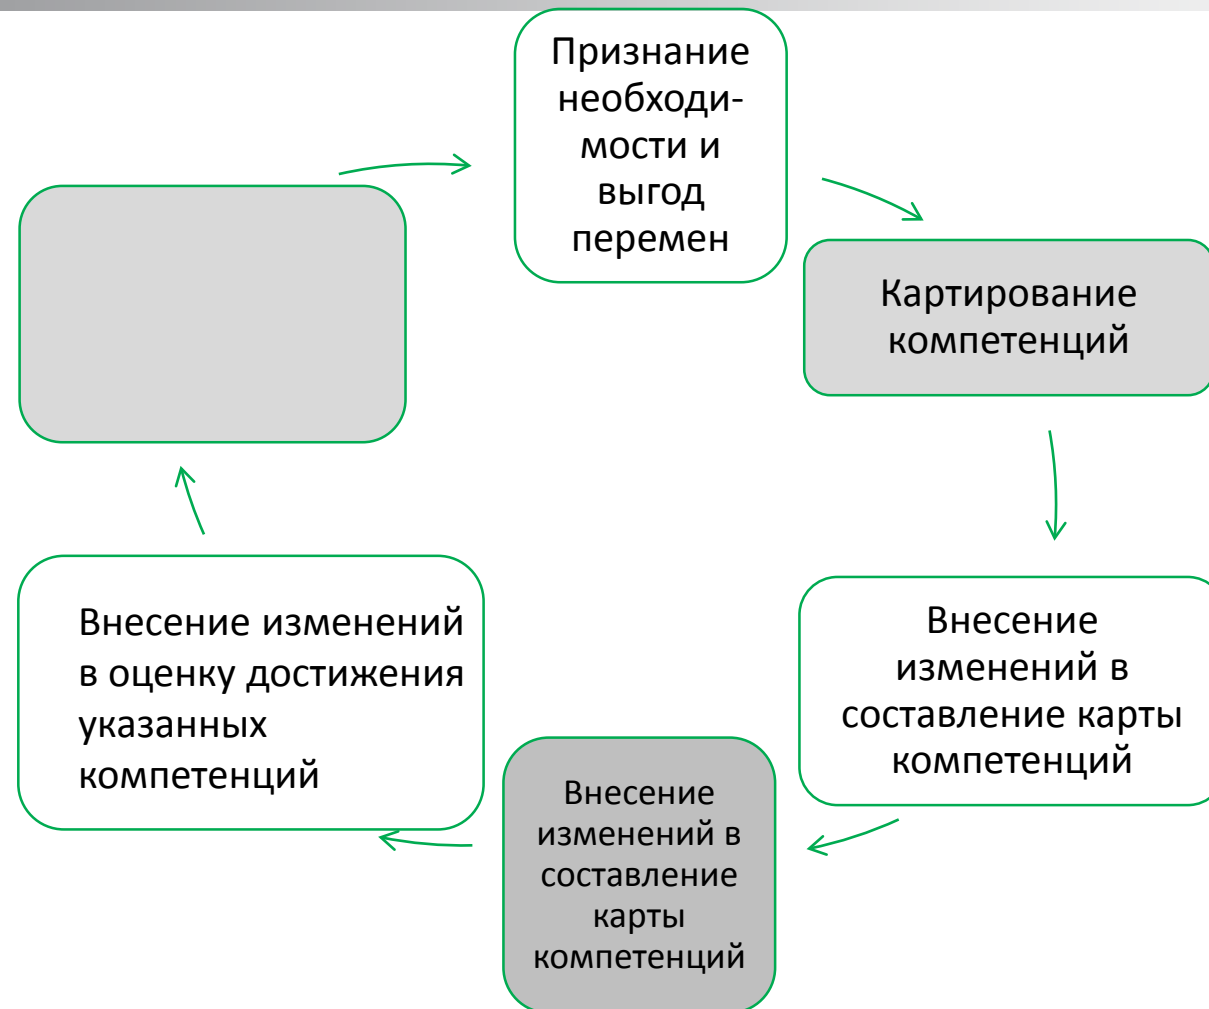 Признание
необходи-
мости и
выгод
перемен
Картирование
компетенций
Внесение
изменений в
составление карты
компетенций
Внесение
изменений в
составление
карты
компетенций
Внесение изменений
в оценку достижения
указанных
компетенций